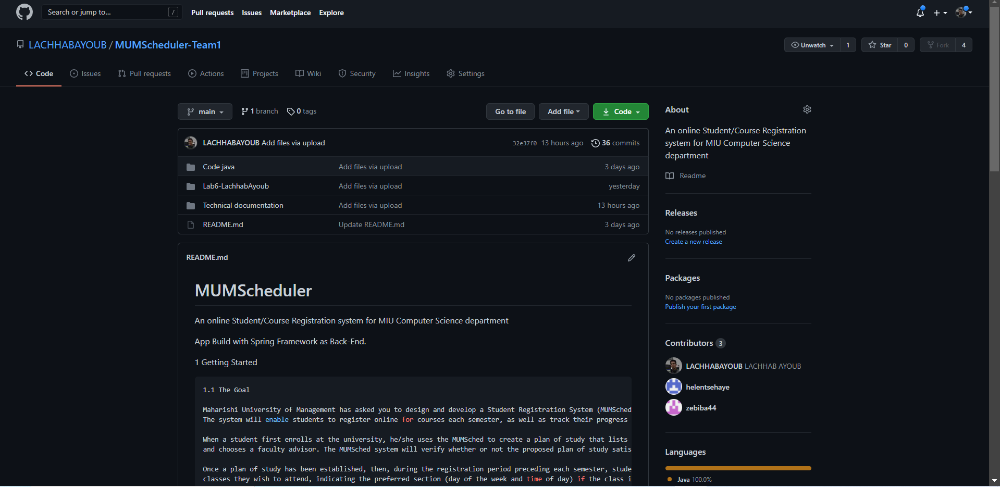 Search or jump to... /
Pull requests Issues Marketplace Explore
LACHHABAYOUB / MUMScheduler-Team1
Unwatch 1 Star 0 Fork 4
Code Issues Pull requests Actions Projects Wiki Security Insights Settings
main 1 branch 0 tags Go to file Add file Code
LACHHABAYOUB Add files via upload 32e37f0 13 hours ago 36 commits
Code java Add files via upload 3 days ago
Lab6-LachhabAyoub Add files via upload yesterday
Technical documentation Add files via upload 13 hours ago
README.md Update README.md 3 days ago
README.md
MUMScheduler
An online Student/Course Registration system for MIU Computer Science department
App Build with Spring Framework as Back-End.
1 Getting Started
1.1 The Goal
Maharishi University of Management has asked you to design and develop a Student Registration System (MUMSched
The system will enable students to register online for courses each semester, as well as track their progress
When a student first enrolls at the university, he/she uses the MUMSched to create a plan of study that lists
and chooses a faculty advisor. The MUMSched system will verify whether or not the proposed plan of study satis
Once a plan of study has been established, then, during the registration period preceding each semester, stude
classes they wish to attend, indicating the preferred section (day of the week and time of day) if the class i
About
An online Student/Course Registration
system for MIU Computer Science
department
Readme
Releases
No releases published
Create a new release
Packages
No packages published
Publish your first package
Contributors 3
LACHHABAYOUB LACHHAB AYOUB
helentsehaye
zebiba44
Languages
Java 100.0%